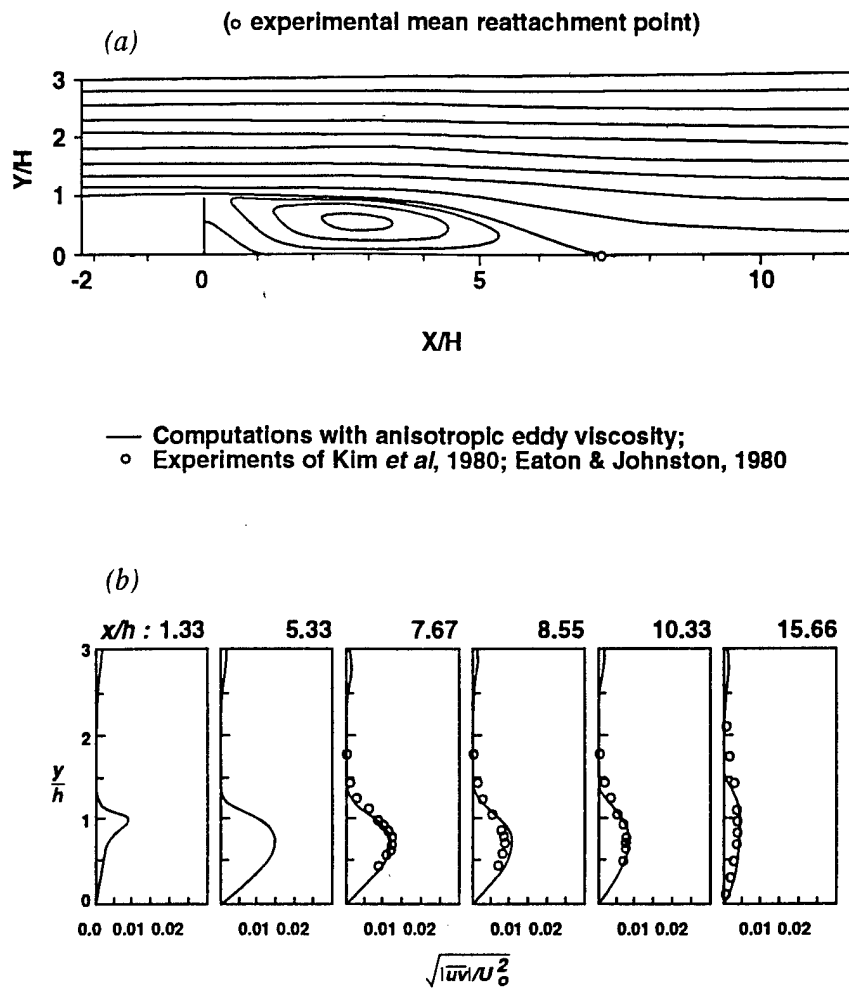 (o experimental mean reattachment point)
(a)
3
2
1
0
Y/H
-2 0 5 10
X/H
— Computations with anisotropic eddy viscosity;
o Experiments of Kim et al, 1980; Eaton & Johnston, 1980
(b)
x/h : 1.33 5.33 7.67 8.55 10.33 15.66
3
2
y/h
1
0
0.0 0.01 0.02 0.01 0.02 0.01 0.02 0.01 0.02 0.01 0.02 0.01 0.02
√|uv|/U²o